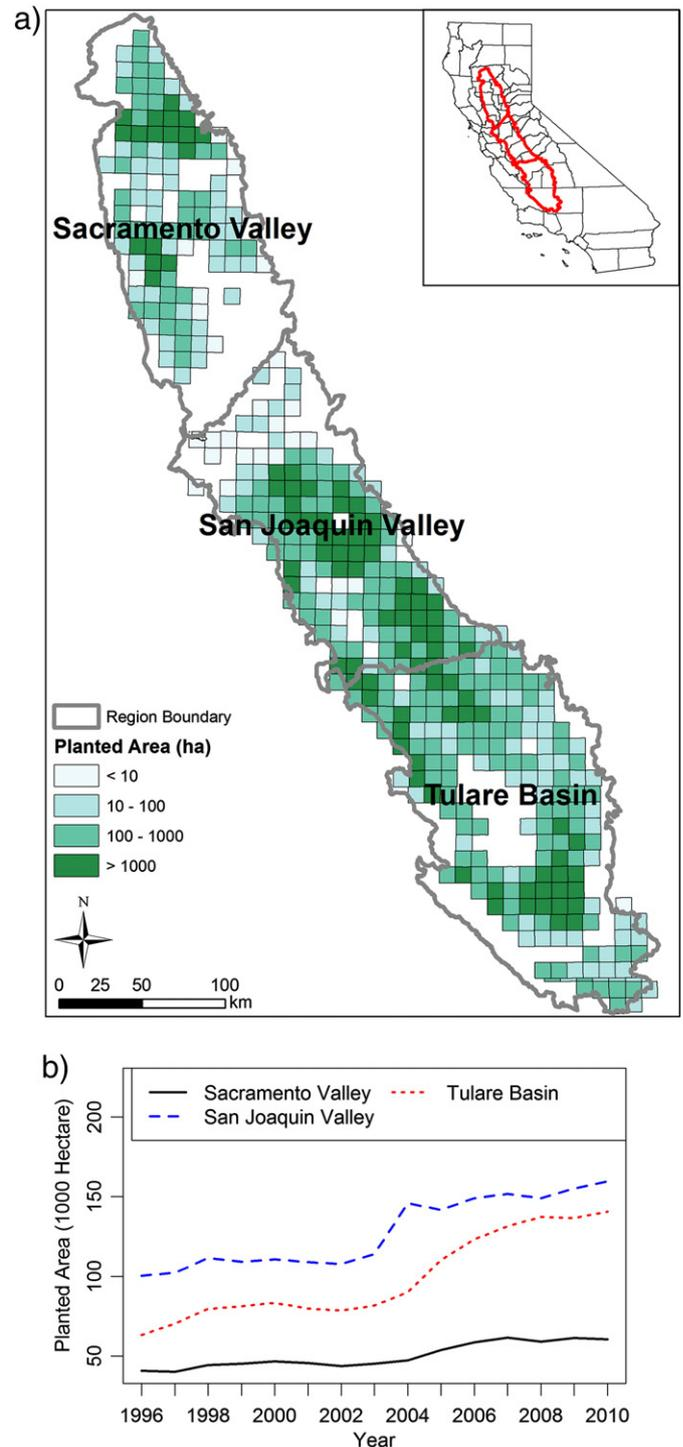 a)
Sacramento Valley
San Joaquin Valley
Tulare Basin
Region Boundary
Planted Area (ha)
< 10
10 - 100
100 - 1000
> 1000
N
0 25 50 100
km
b)
Sacramento Valley
San Joaquin Valley
Tulare Basin
Planted Area (1000 Hectare)
200
150
100
50
1996 1998 2000 2002 2004 2006 2008 2010
Year